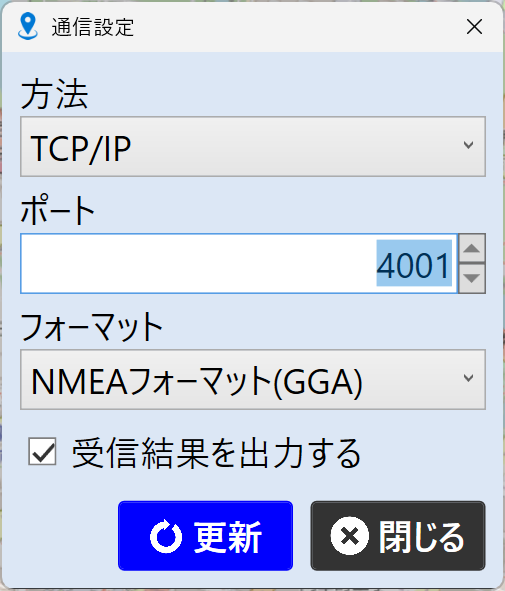 通信設定
方法
TCP/IP
ポート
4001
フォーマット
NMEAフォーマット(GGA)
受信結果を出力する
更新
閉じる